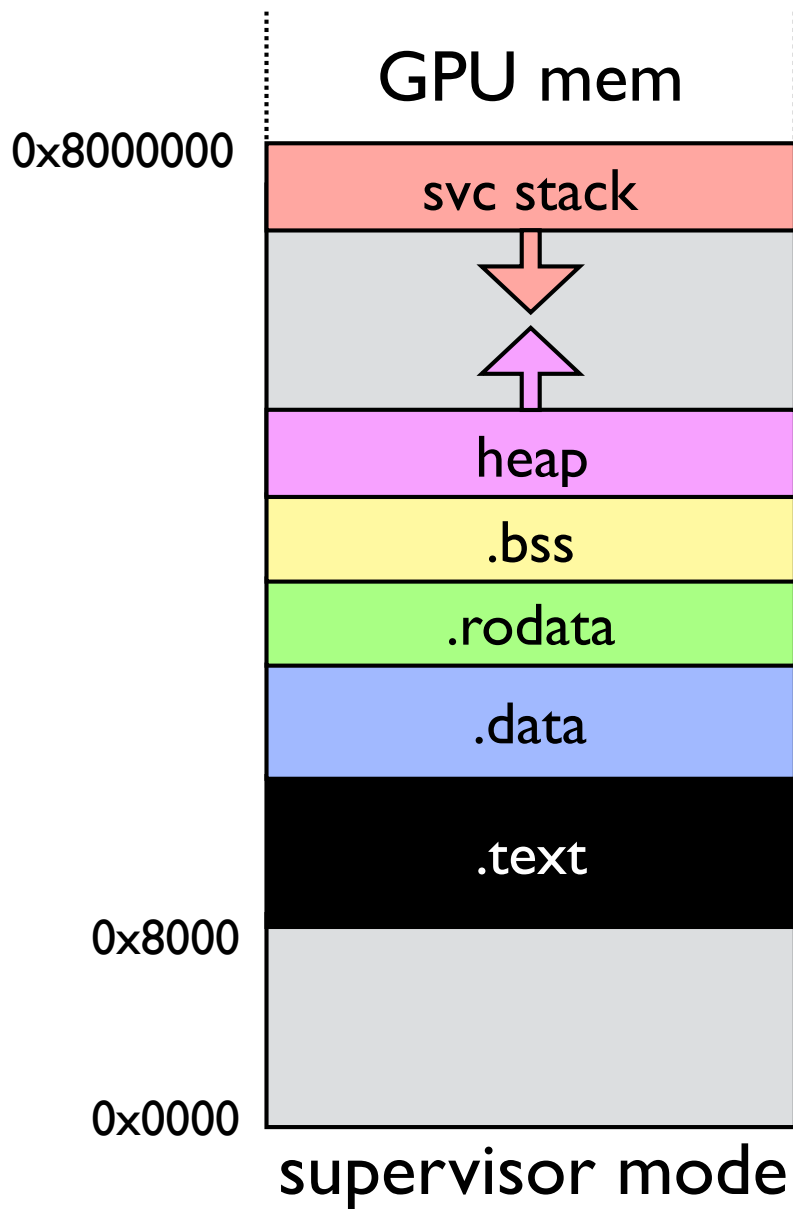 GPU mem
0x8000000
svc stack
heap
.bss
.rodata
.data
.text
0x8000
0x0000
supervisor mode